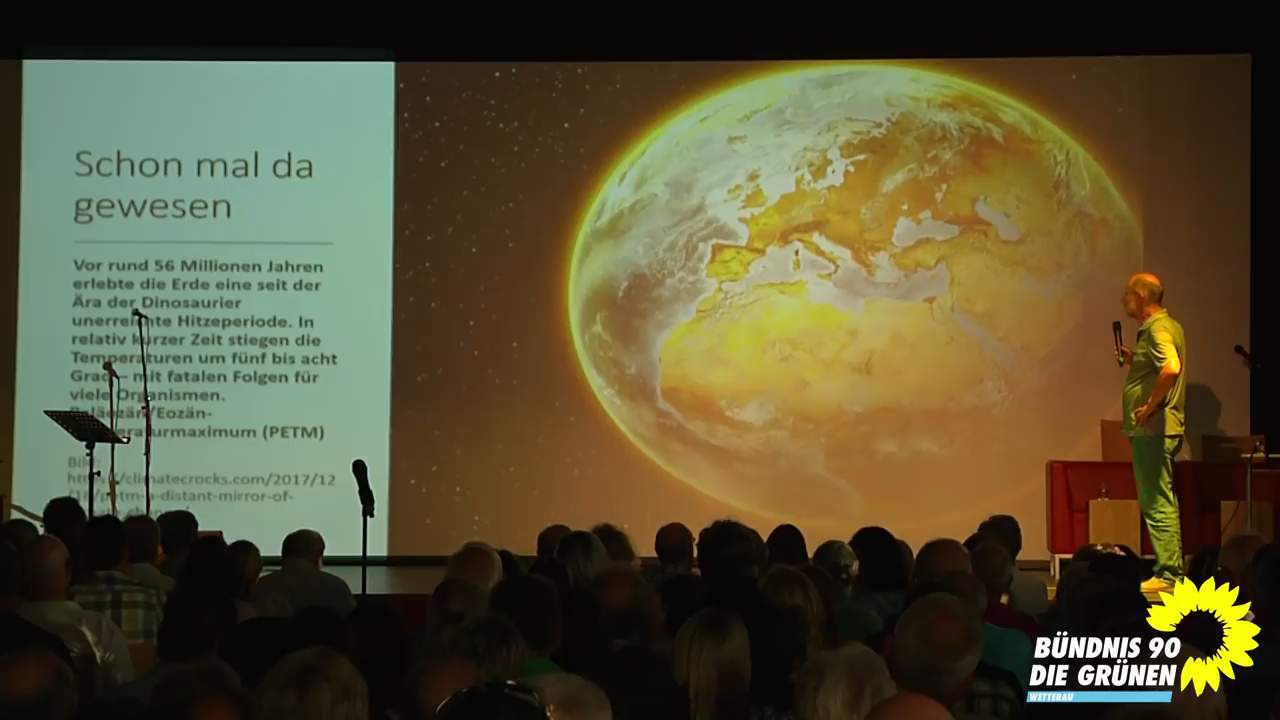 Schon mal da
gewesen
Vor rund 56 Millionen Jahren
erlebte die Erde eine seit der
Ära der Dinosaurier
unerreichte Hitzeperiode. In
relativ kurzer Zeit stiegen die
Temperaturen um fünf bis acht
Grad – mit fatalen Folgen für
viele Organismen.
Paläozän/Eozän-
Temperaturmaximum (PETM)
Bild:
https://climatecrocks.com/2017/12
BÜNDNIS 90
DIE GRÜNEN
WETTERAU